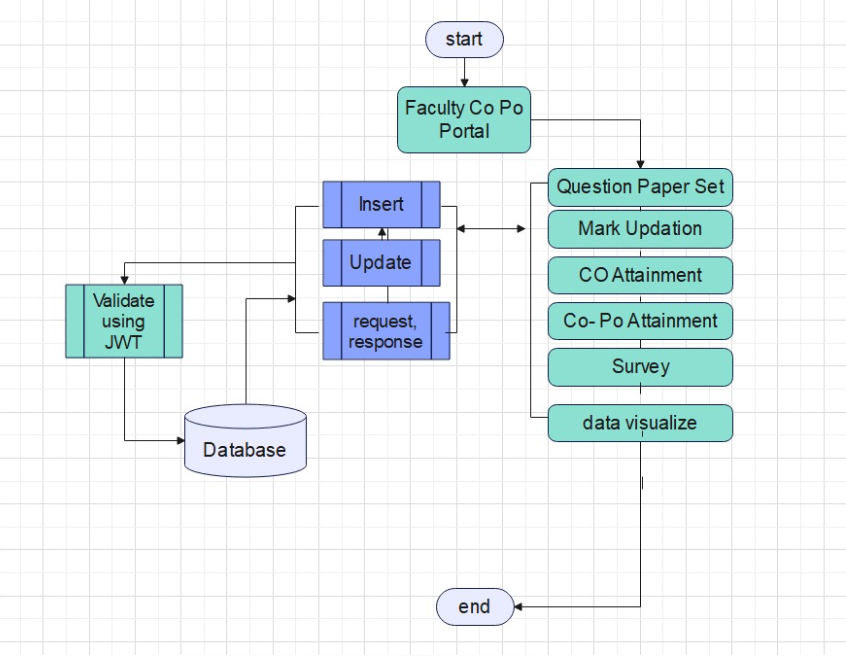 start
Faculty Co Po
Portal
Question Paper Set
Insert
Mark Updation
Update
CO Attainment
Validate
using
JWT
request,
response
Co- Po Attainment
Survey
data visualize
Database
end